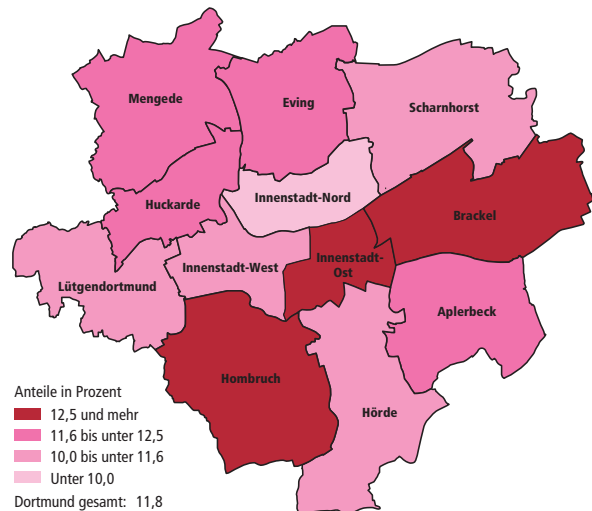 Mengede
Eving
Scharnhorst
Huckarde
Innenstadt-Nord
Brackel
Lütgendortmund
Innenstadt-West
Innenstadt-
Ost
Aplerbeck
Hombruch
Hörde
Anteile in Prozent
12,5 und mehr
11,6 bis unter 12,5
10,0 bis unter 11,6
Unter 10,0
Dortmund gesamt: 11,8